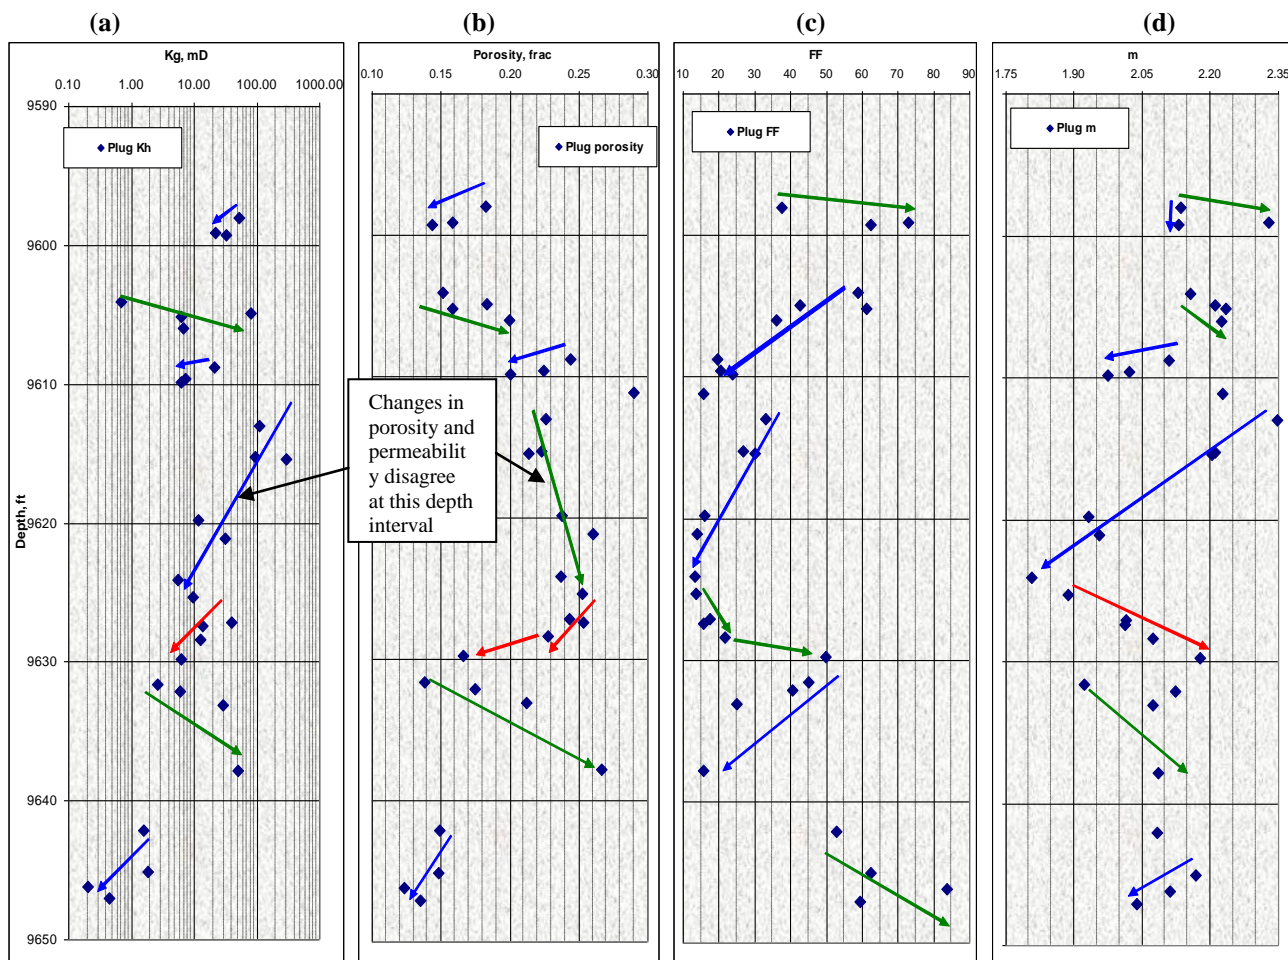 (a) (b) (c) (d)
Kg, mD
0.10 1.00 10.00 100.00 1000.00
Porosity, frac
0.10 0.15 0.20 0.25 0.30
FF
10 20 30 40 50 60 70 80 90
m
1.75 1.90 2.05 2.20 2.35
Plug Kh
Plug porosity
Plug FF
Plug m
Depth, ft
9590
9600
9610
9620
9630
9640
9650
Changes in
porosity and
permeabilit
y disagree
at this depth
interval